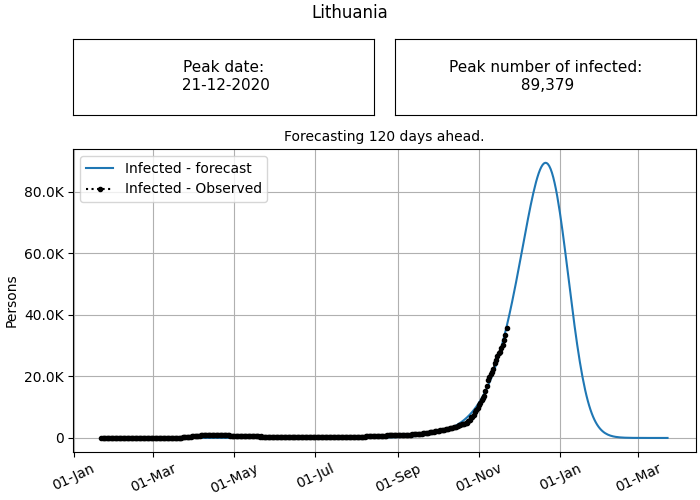 Lithuania
Peak date:
21-12-2020
Peak number of infected:
89,379
Forecasting 120 days ahead.
Infected - forecast
Infected - Observed
80.0K
60.0K
40.0K
20.0K
0
Persons
01-Jan
01-Mar
01-May
01-Jul
01-Sep
01-Nov
01-Jan
01-Mar